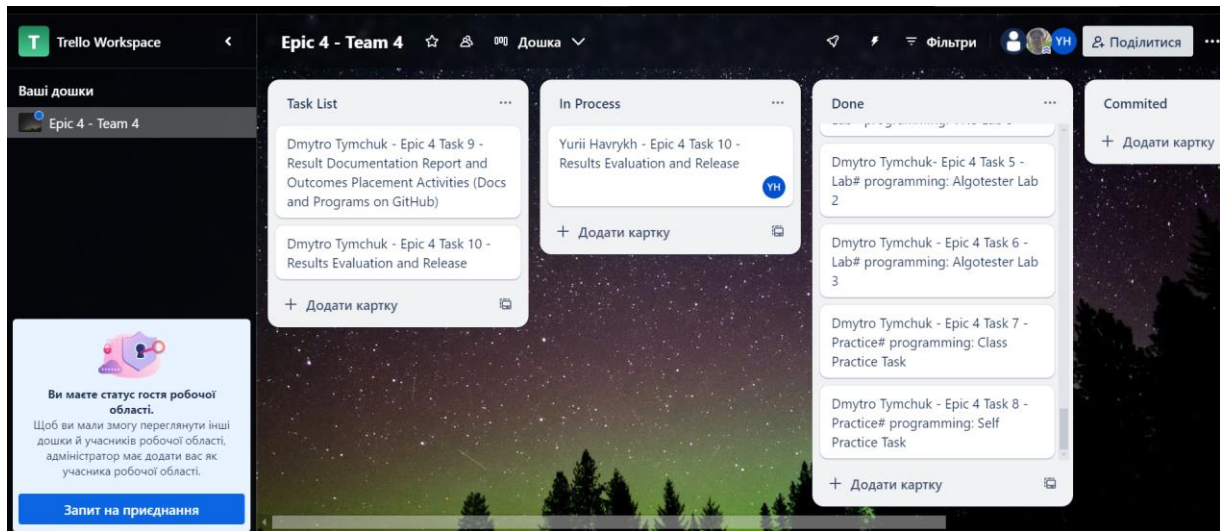 T
Trello Workspace
Epic 4 - Team 4
Дошка
Фільтри
YH
Поділитися
Ваші дошки
Epic 4 - Team 4
Ви маєте статус гостя робочої
області.
Щоб ви мали змогу переглянути інші
дошки й учасників робочої області,
адміністратор має додати вас як
учасника робочої області.
Запит на приєднання
Task List
Dmytro Tymchuk - Epic 4 Task 9 -
Result Documentation Report and
Outcomes Placement Activities (Docs
and Programs on GitHub)
Dmytro Tymchuk - Epic 4 Task 10 -
Results Evaluation and Release
+ Додати картку
In Process
Yurii Havrykh - Epic 4 Task 10 -
Results Evaluation and Release
YH
+ Додати картку
Done
Dmytro Tymchuk- Epic 4 Task 5 -
Lab# programming: Algotester Lab
2
Dmytro Tymchuk - Epic 4 Task 6 -
Lab# programming: Algotester Lab
3
Dmytro Tymchuk - Epic 4 Task 7 -
Practice# programming: Class
Practice Task
Dmytro Tymchuk - Epic 4 Task 8 -
Practice# programming: Self
Practice Task
+ Додати картку
Commited
+ Додати картку